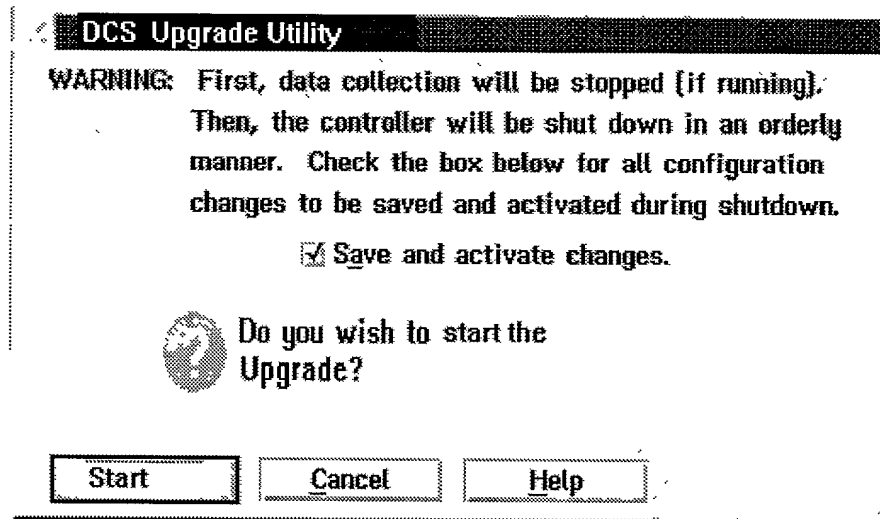 DCS Upgrade Utility
WARNING: First, data collection will be stopped (if running).
Then, the controller will be shut down in an orderly
manner. Check the box below for all configuration
changes to be saved and activated during shutdown.
Save and activate changes.
Do you wish to start the
Upgrade?
Start Cancel Help